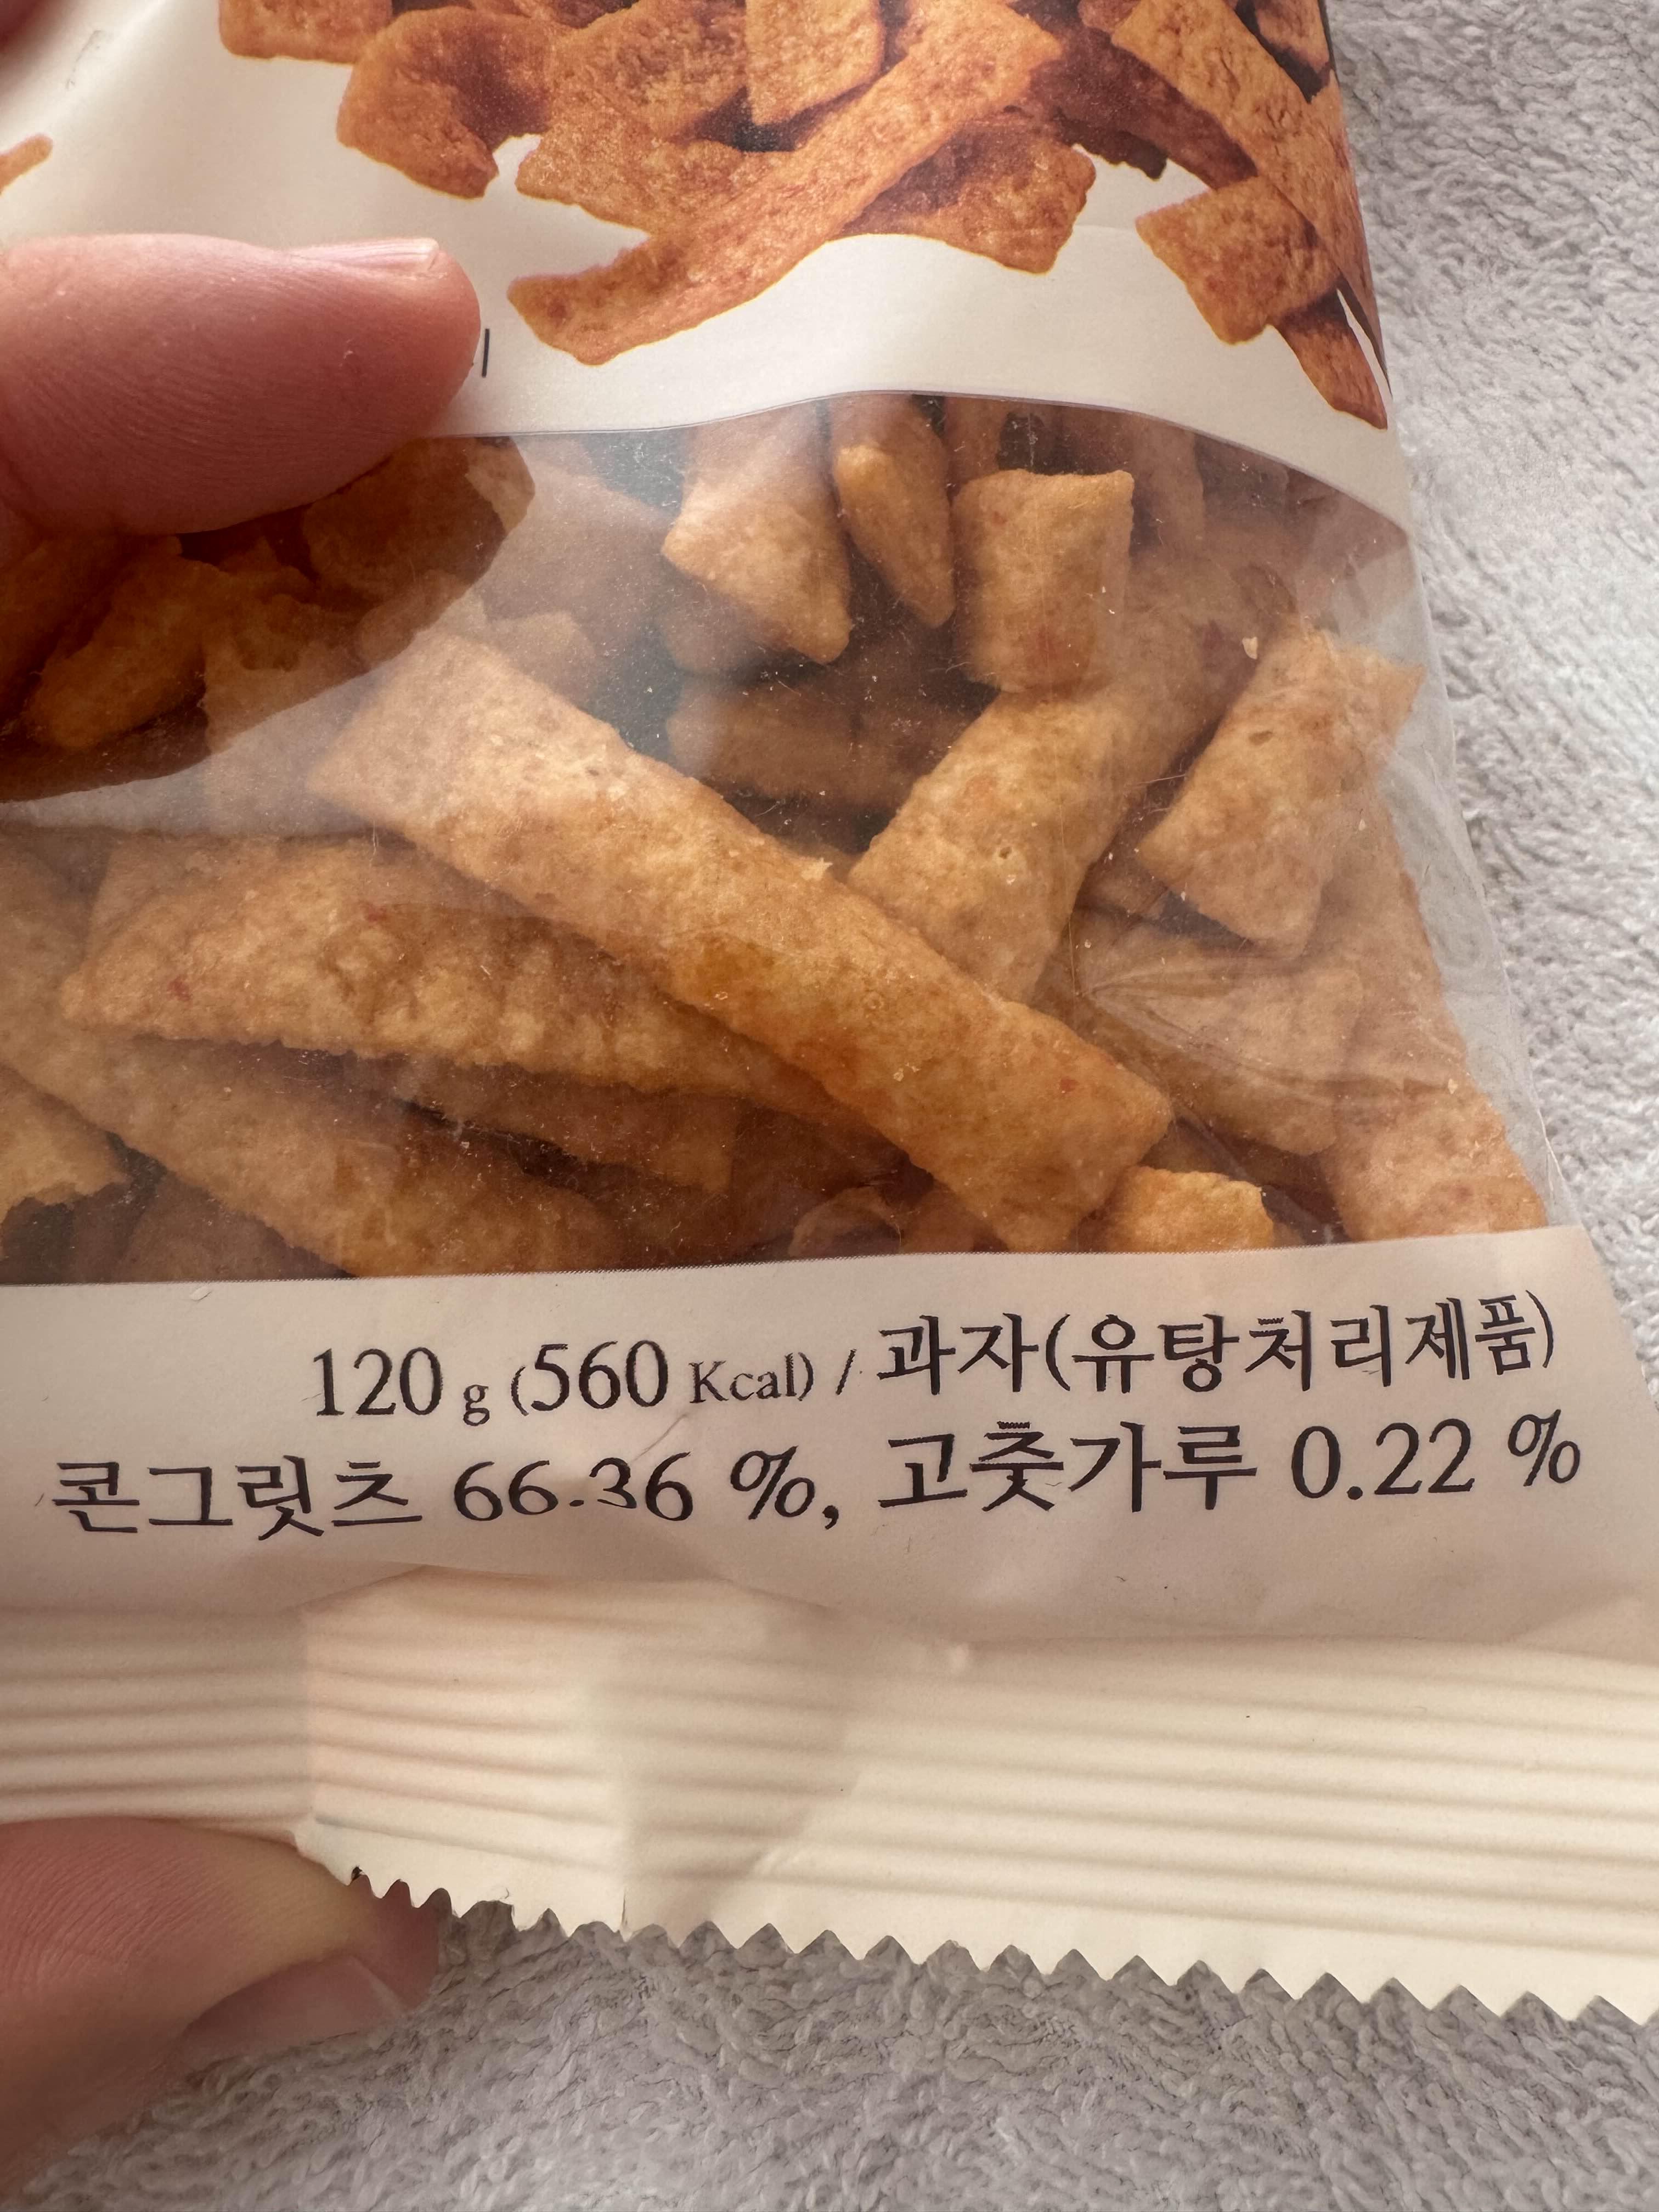 120 g (560 Kcal) / 과자(유탕처리제품)
콘그릿츠 66.36 %, 고춧가루 0.22 %